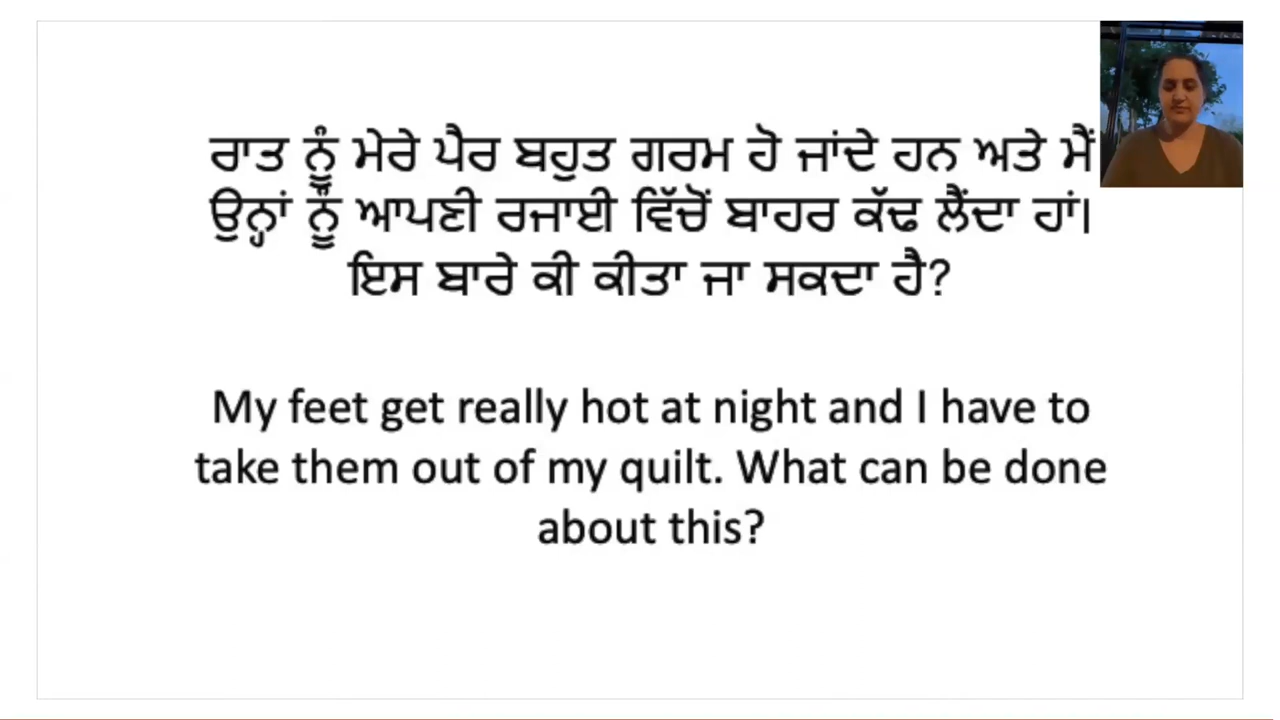 ਰਾਤ ਨੂੰ ਮੇਰੇ ਪੈਰ ਬਹੁਤ ਗਰਮ ਹੋ ਜਾਂਦੇ ਹਨ ਅਤੇ ਮੈਂ
ਉਨ੍ਹਾਂ ਨੂੰ ਆਪਣੀ ਰਜਾਈ ਵਿੱਚੋਂ ਬਾਹਰ ਕੱਢ ਲੈਂਦਾ ਹਾਂ।
ਇਸ ਬਾਰੇ ਕੀ ਕੀਤਾ ਜਾ ਸਕਦਾ ਹੈ?
My feet get really hot at night and I have to
take them out of my quilt. What can be done
about this?